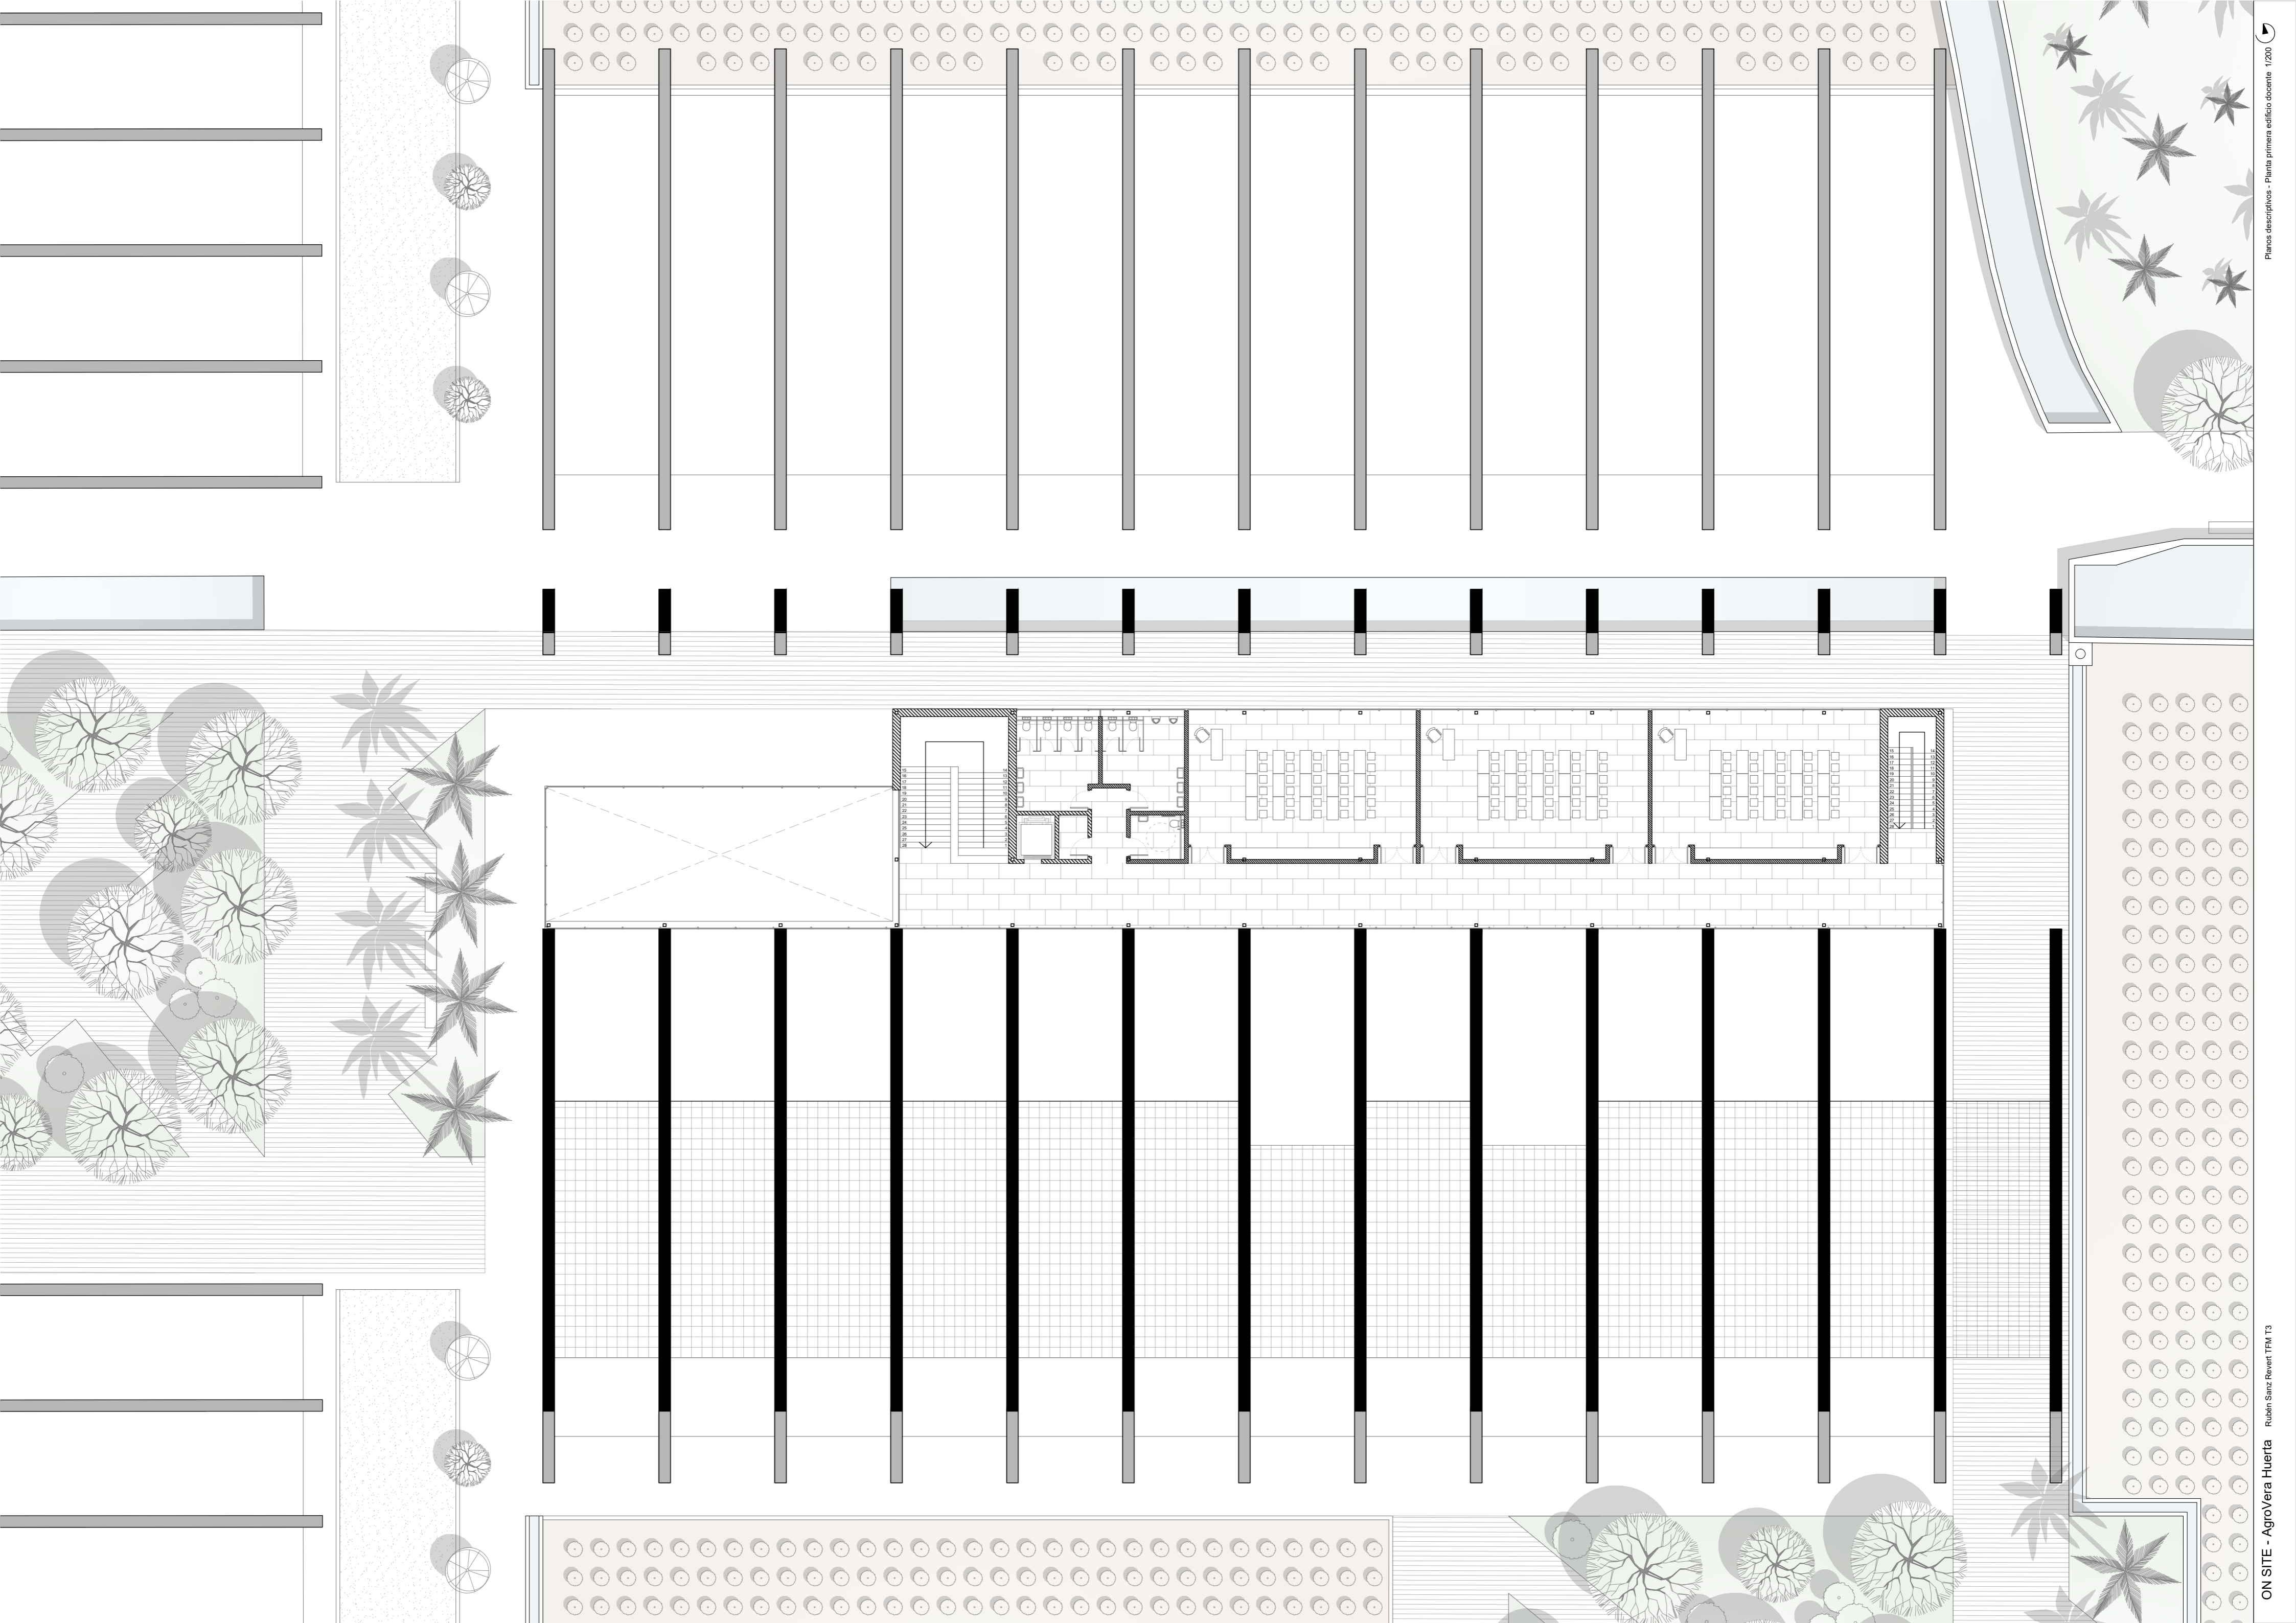 Planos descriptivos - Planta primera edificio docente 1/200
ON SITE - AgroVera Huerta Rubén Sanz Revert TFM T3